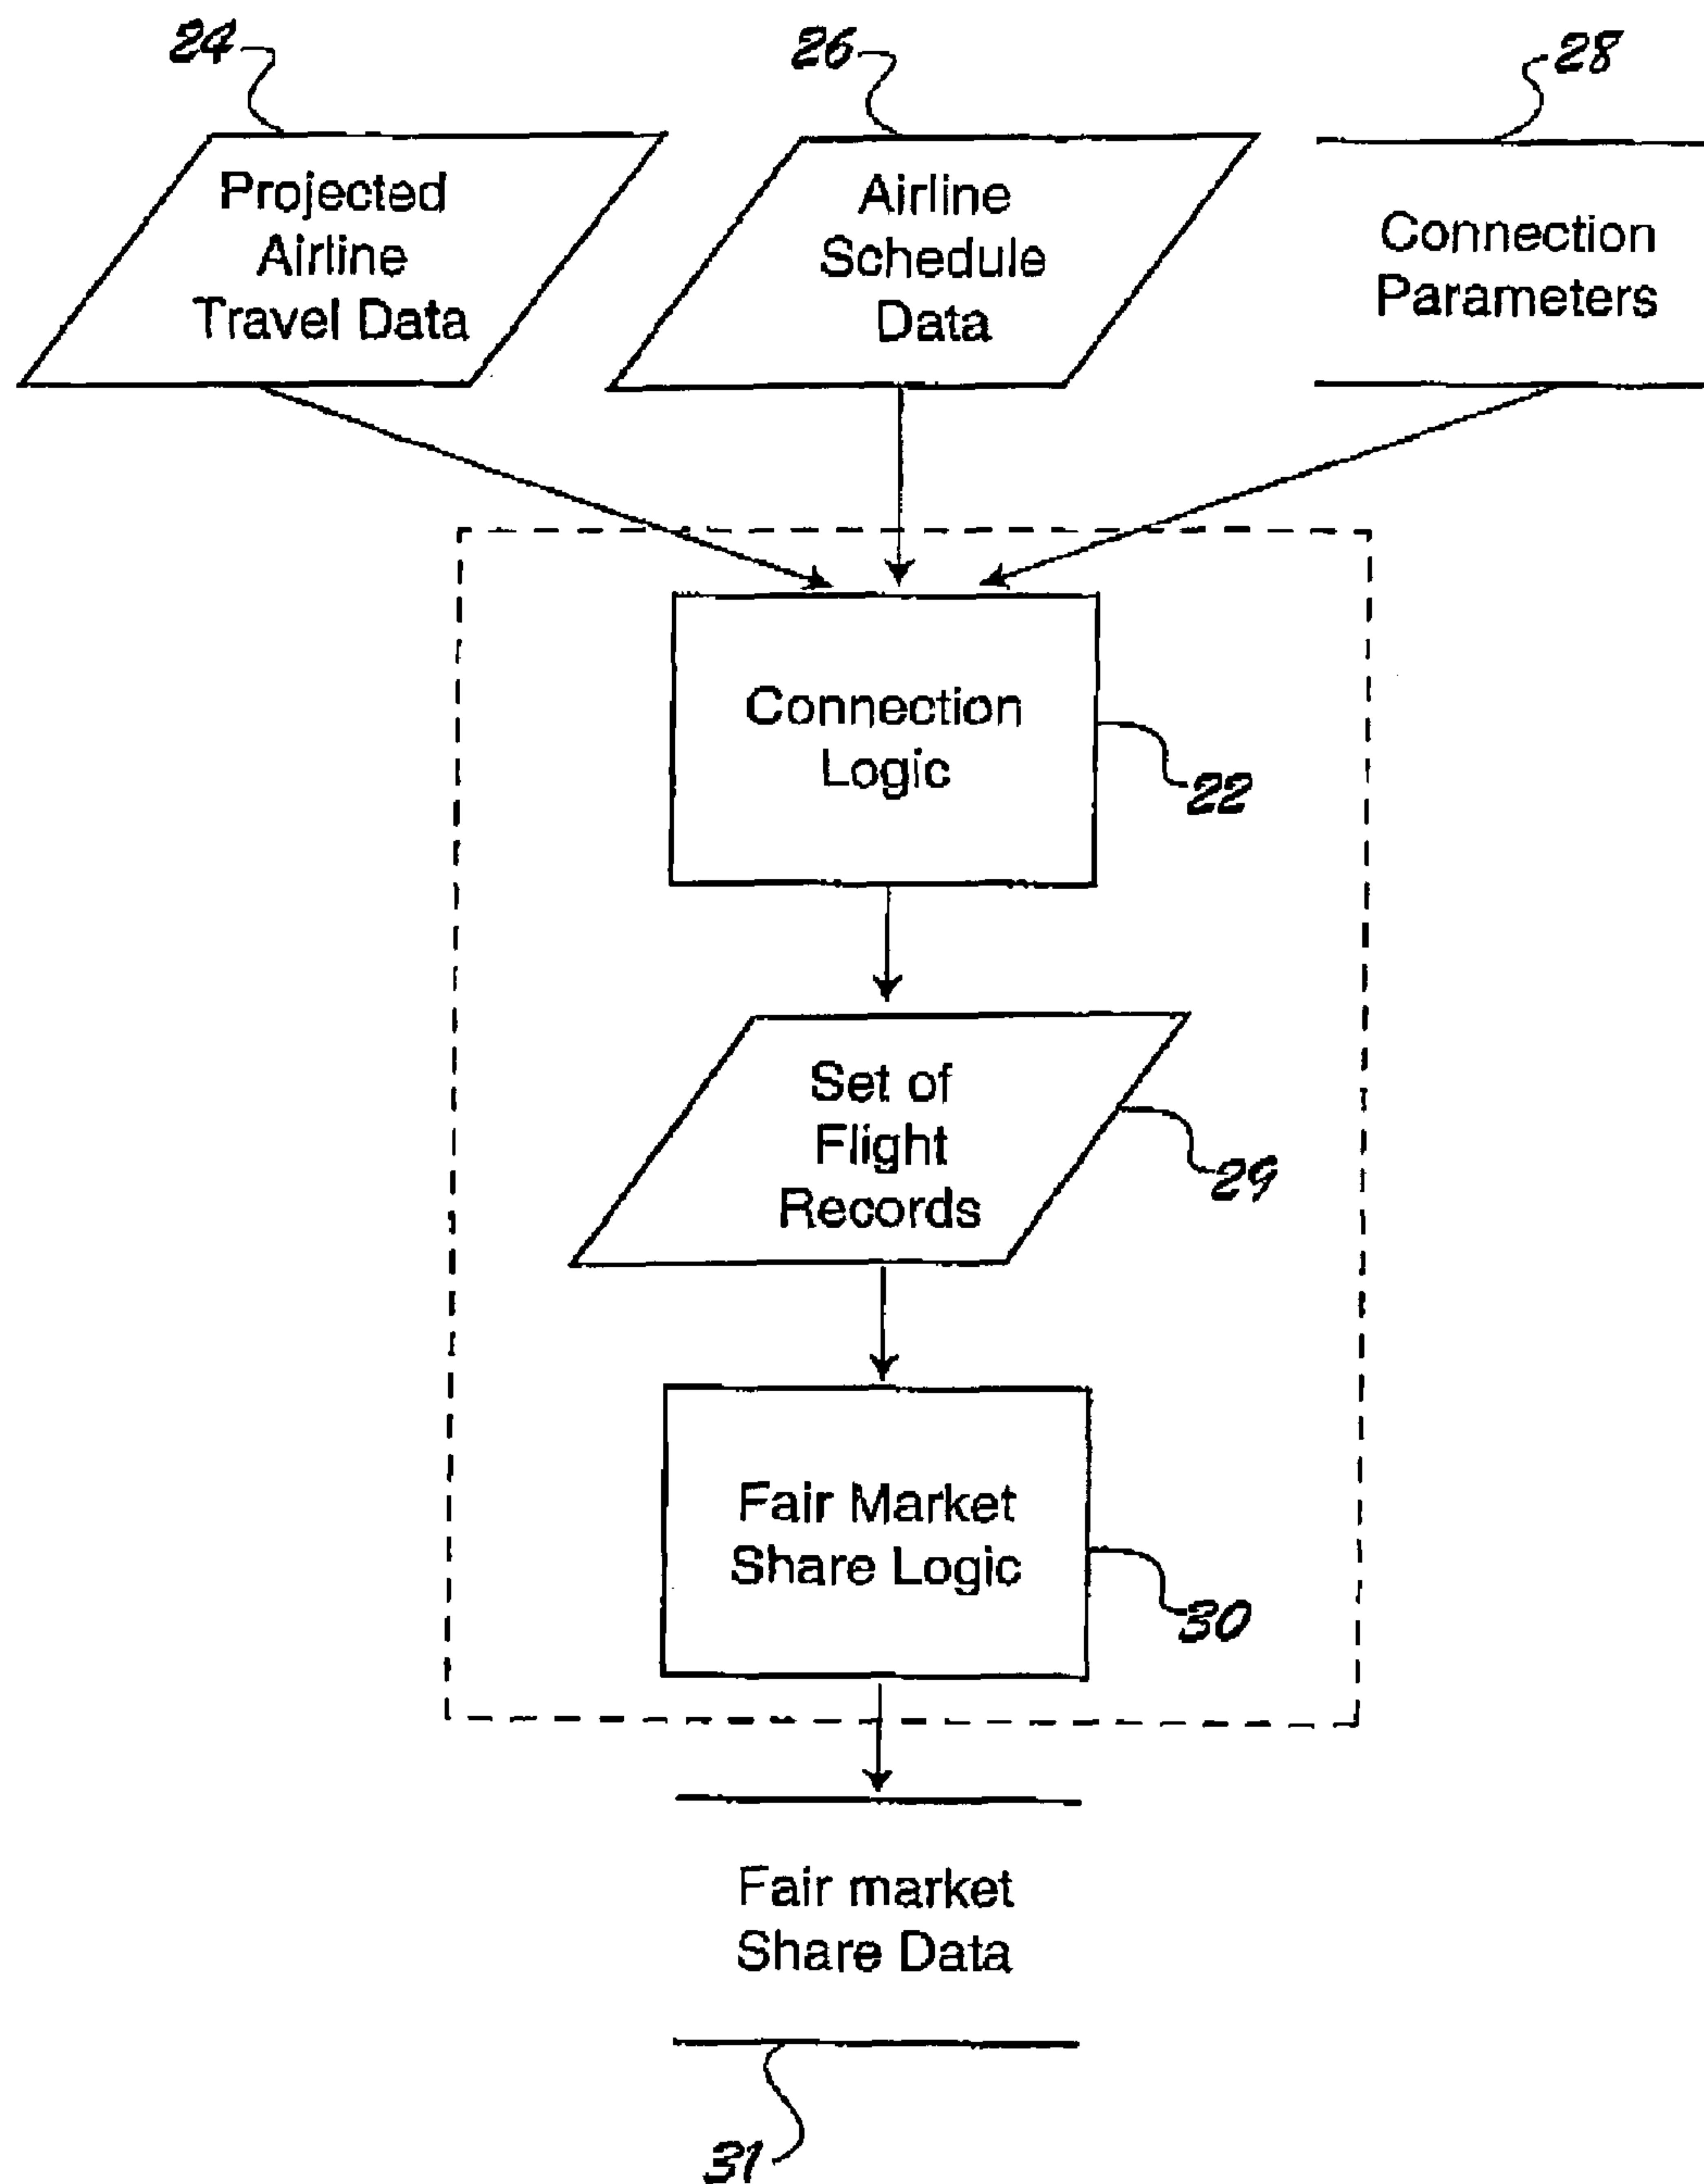 24
26
28
Projected
Airline
Travel Data
Airline
Schedule
Data
Connection
Parameters
Connection
Logic
22
Set of
Flight
Records
29
Fair Market
Share Logic
30
Fair market
Share Data
31